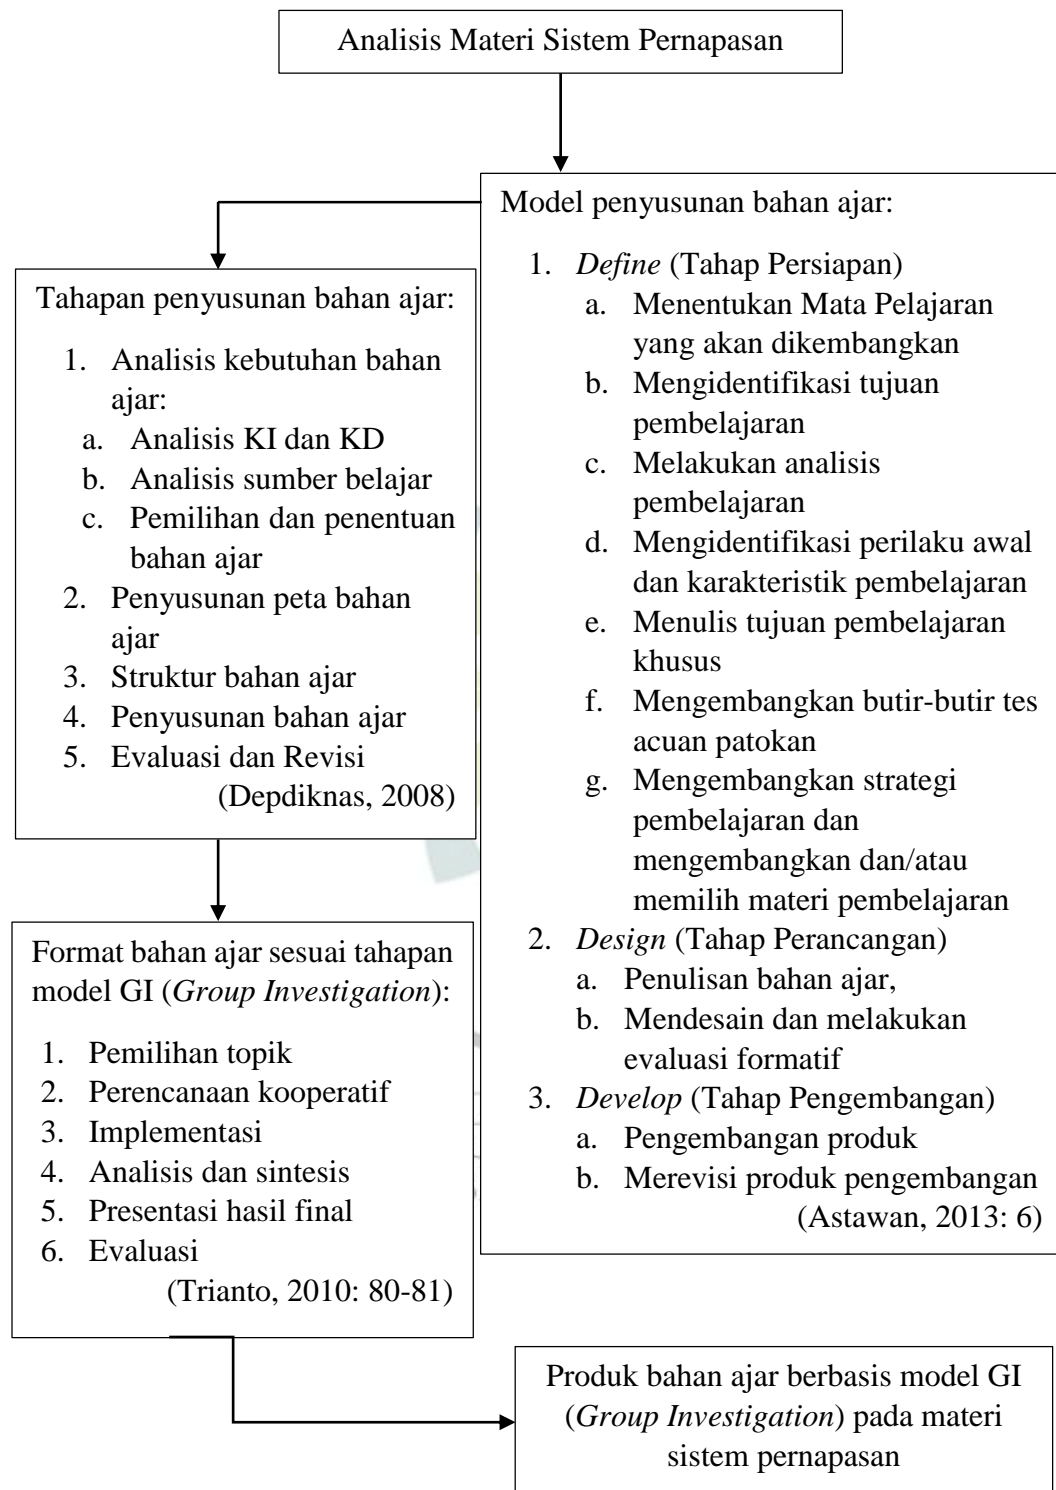 Analisis Materi Sistem Pernapasan
Model penyusunan bahan ajar:
1. Define (Tahap Persiapan)
a. Menentukan Mata Pelajaran
yang akan dikembangkan
b. Mengidentifikasi tujuan
pembelajaran
c. Melakukan analisis
pembelajaran
d. Mengidentifikasi perilaku awal
dan karakteristik pembelajaran
e. Menulis tujuan pembelajaran
khusus
f. Mengembangkan butir-butir tes
acuan patokan
g. Mengembangkan strategi
pembelajaran dan
mengembangkan dan/atau
memilih materi pembelajaran
2. Design (Tahap Perancangan)
a. Penulisan bahan ajar,
b. Mendesain dan melakukan
evaluasi formatif
3. Develop (Tahap Pengembangan)
a. Pengembangan produk
b. Merevisi produk pengembangan
(Astawan, 2013: 6)
Tahapan penyusunan bahan ajar:
1. Analisis kebutuhan bahan
ajar:
a. Analisis KI dan KD
b. Analisis sumber belajar
c. Pemilihan dan penentuan
bahan ajar
2. Penyusunan peta bahan
ajar
3. Struktur bahan ajar
4. Penyusunan bahan ajar
5. Evaluasi dan Revisi
(Depdiknas, 2008)
Format bahan ajar sesuai tahapan
model GI (Group Investigation):
1. Pemilihan topik
2. Perencanaan kooperatif
3. Implementasi
4. Analisis dan sintesis
5. Presentasi hasil final
6. Evaluasi
(Trianto, 2010: 80-81)
Produk bahan ajar berbasis model GI
(Group Investigation) pada materi
sistem pernapasan